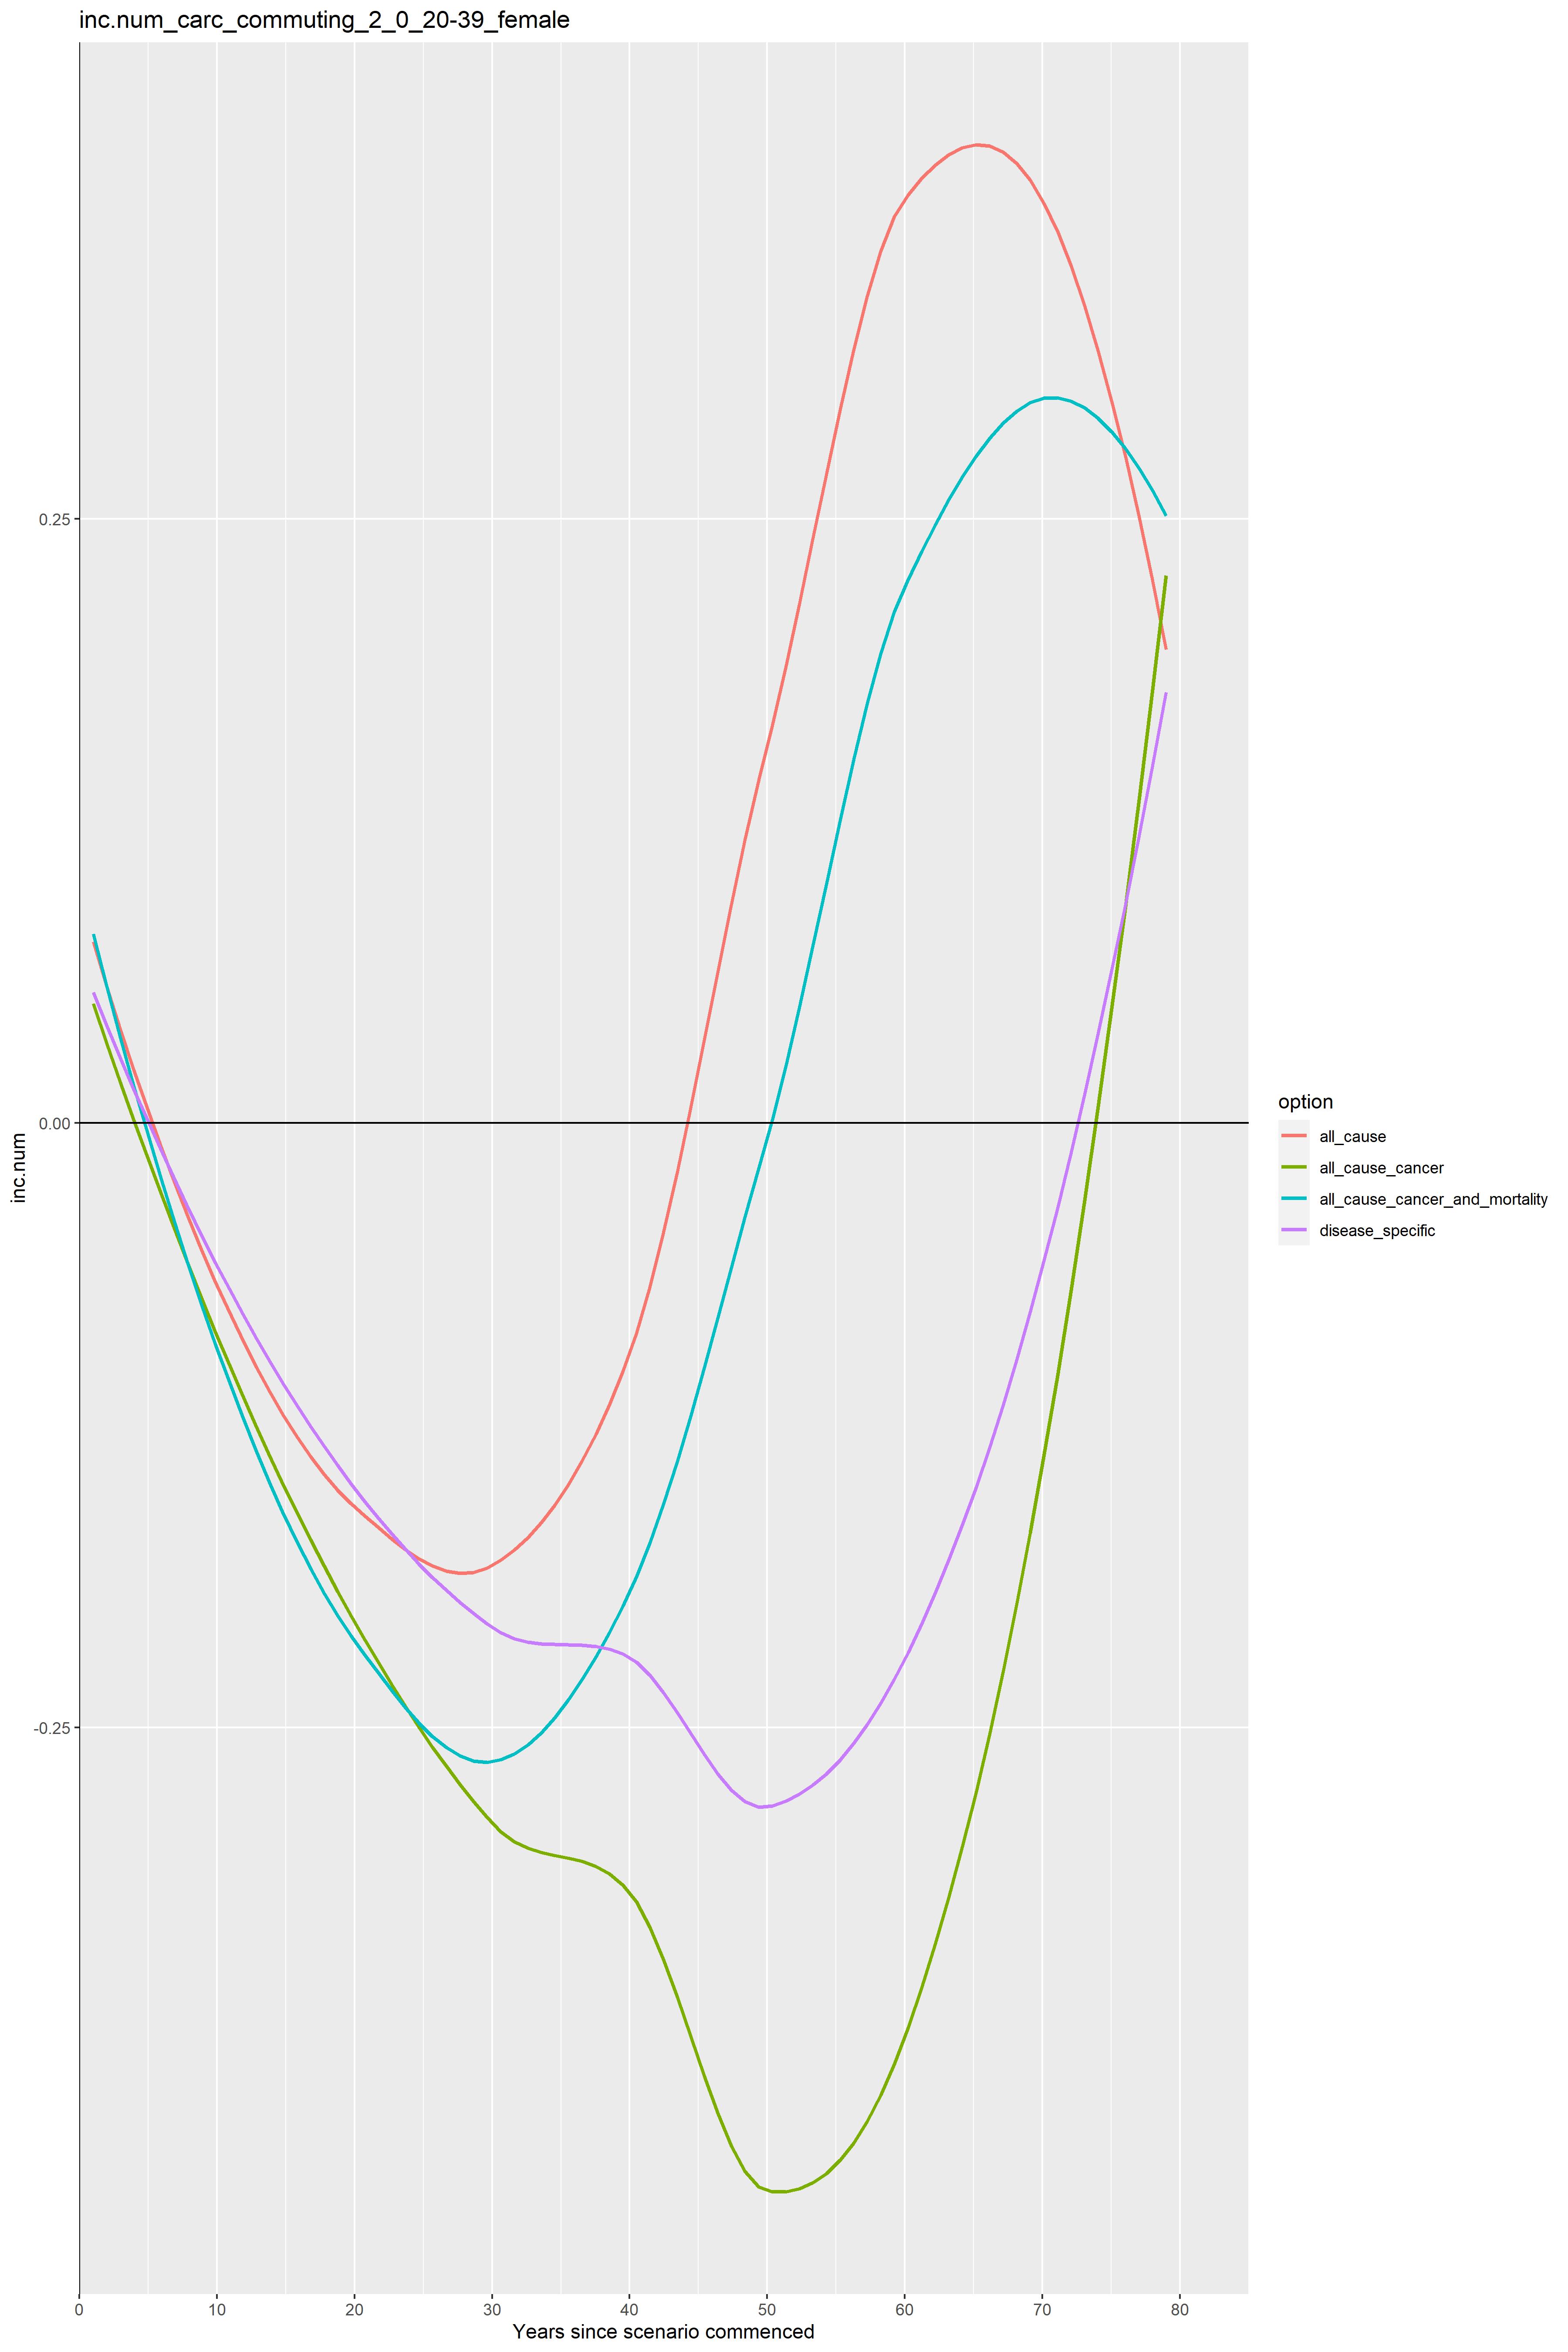 inc.num_carc_commuting_2_0_20-39_female
0.25
0.00
-0.25
inc.num
0 10 20 30 40 50 60 70 80
Years since scenario commenced
option
all_cause
all_cause_cancer
all_cause_cancer_and_mortality
disease_specific